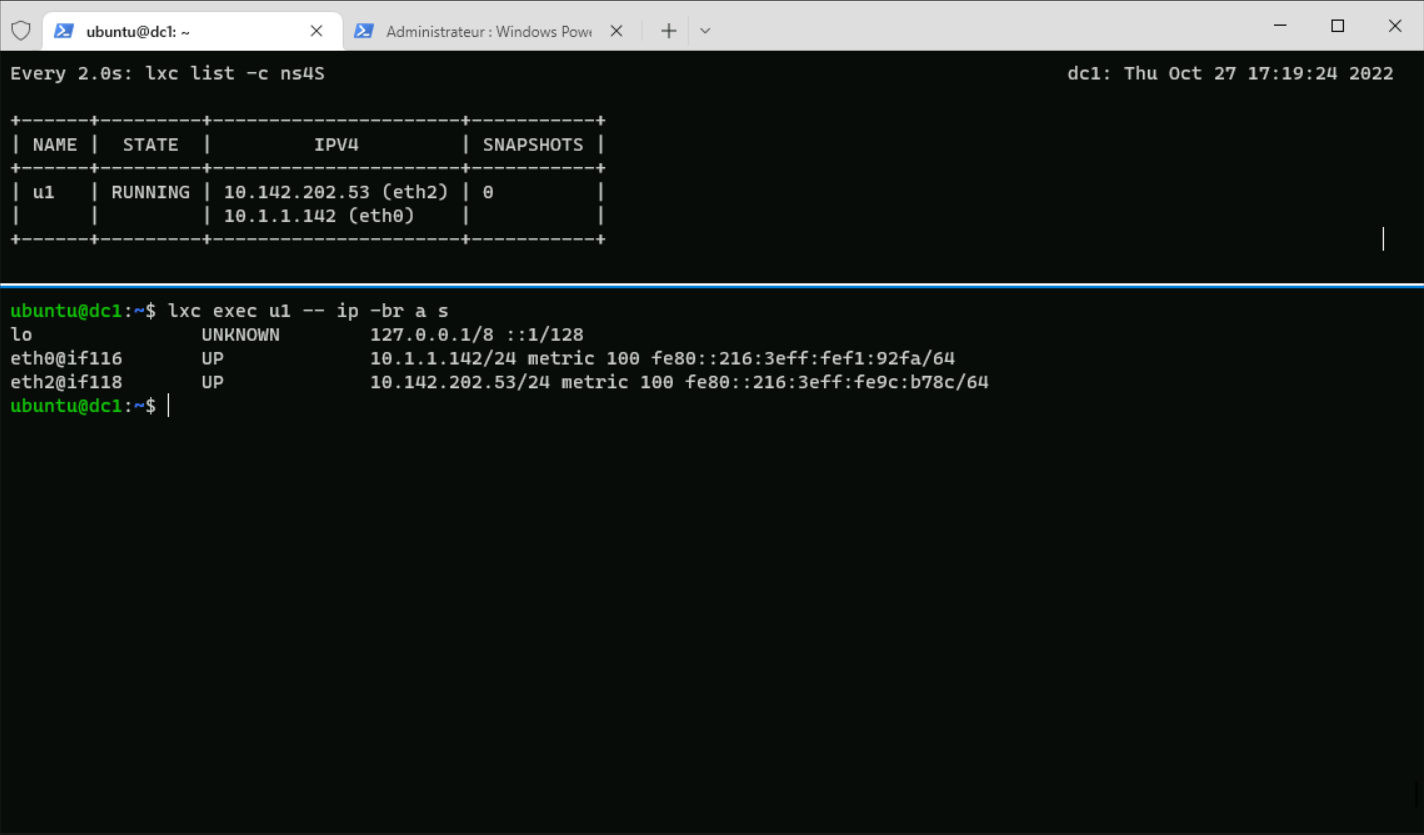 ubuntu@dc1: ~
Administrateur : Windows Powe
Every 2.0s: lxc list -c ns4S dc1: Thu Oct 27 17:19:24 2022
+------+---------+----------------------+-----------+
| NAME |  STATE  |         IPV4         | SNAPSHOTS |
+------+---------+----------------------+-----------+
| u1   | RUNNING | 10.142.202.53 (eth2) | 0         |
|      |         | 10.1.1.142 (eth0)    |           |
+------+---------+----------------------+-----------+
ubuntu@dc1:~$ lxc exec u1 -- ip -br a s
lo               UNKNOWN        127.0.0.1/8 ::1/128
eth0@if116       UP             10.1.1.142/24 metric 100 fe80::216:3eff:fef1:92fa/64
eth2@if118       UP             10.142.202.53/24 metric 100 fe80::216:3eff:fe9c:b78c/64
ubuntu@dc1:~$